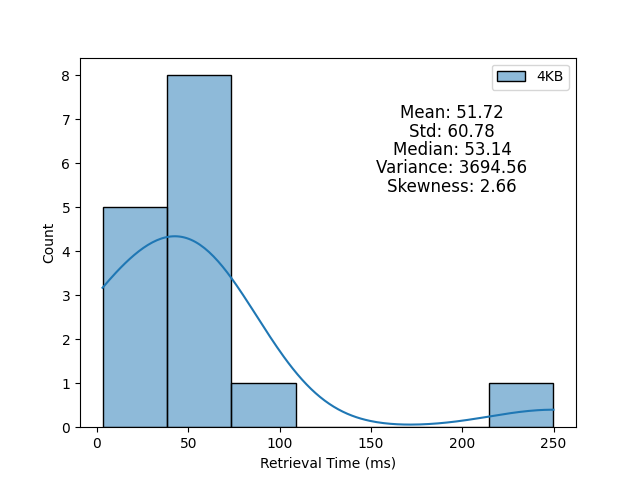 4KB
Mean: 51.72
Std: 60.78
Median: 53.14
Variance: 3694.56
Skewness: 2.66
8
7
6
5
4
3
2
1
0
Count
0 50 100 150 200 250
Retrieval Time (ms)